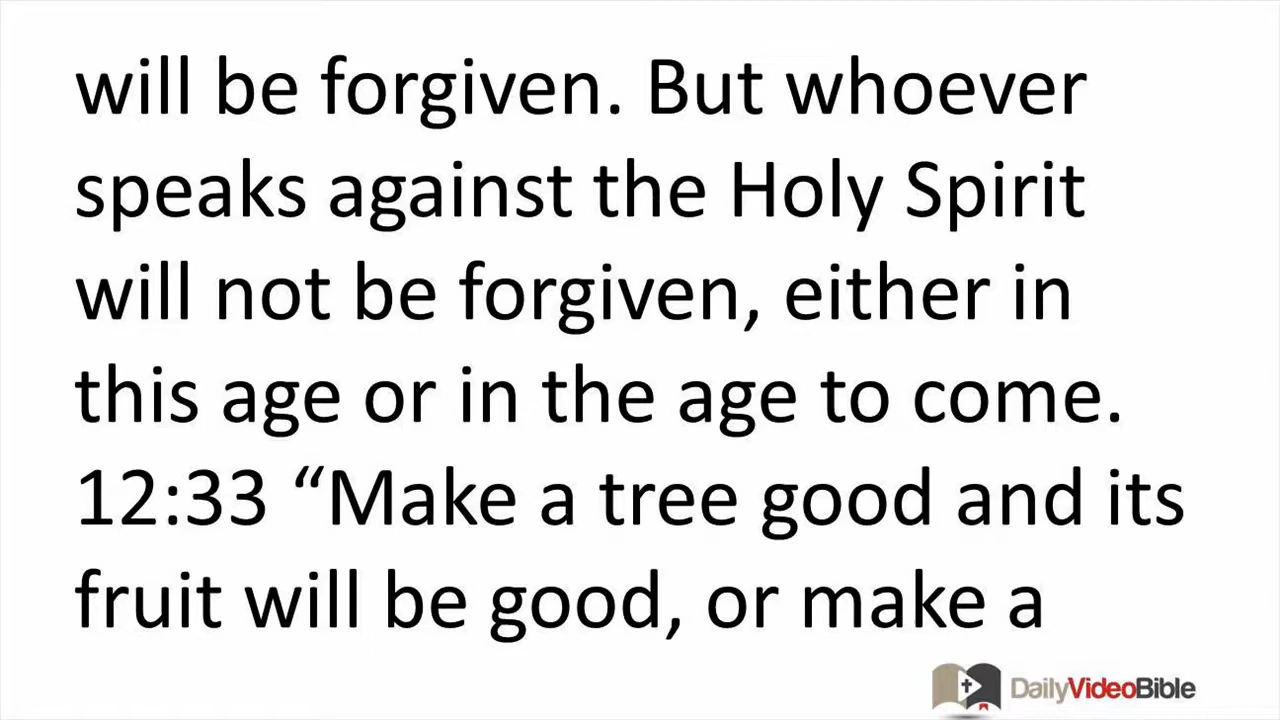 will be forgiven. But whoever
speaks against the Holy Spirit
will not be forgiven, either in
this age or in the age to come.
12:33 “Make a tree good and its
fruit will be good, or make a
DailyVideoBible